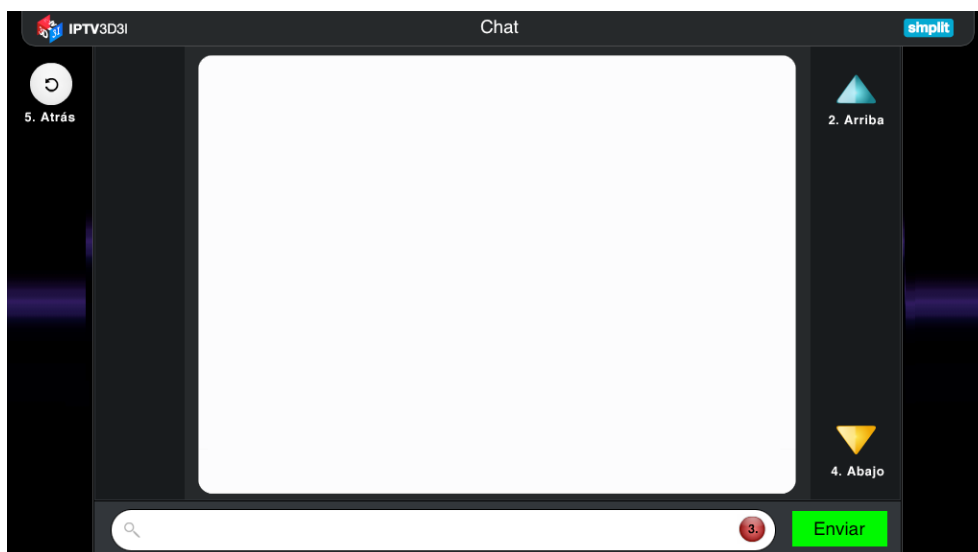 IPTV3D3I
Chat
simplit
5. Atrás
2. Arriba
4. Abajo
3.
Enviar